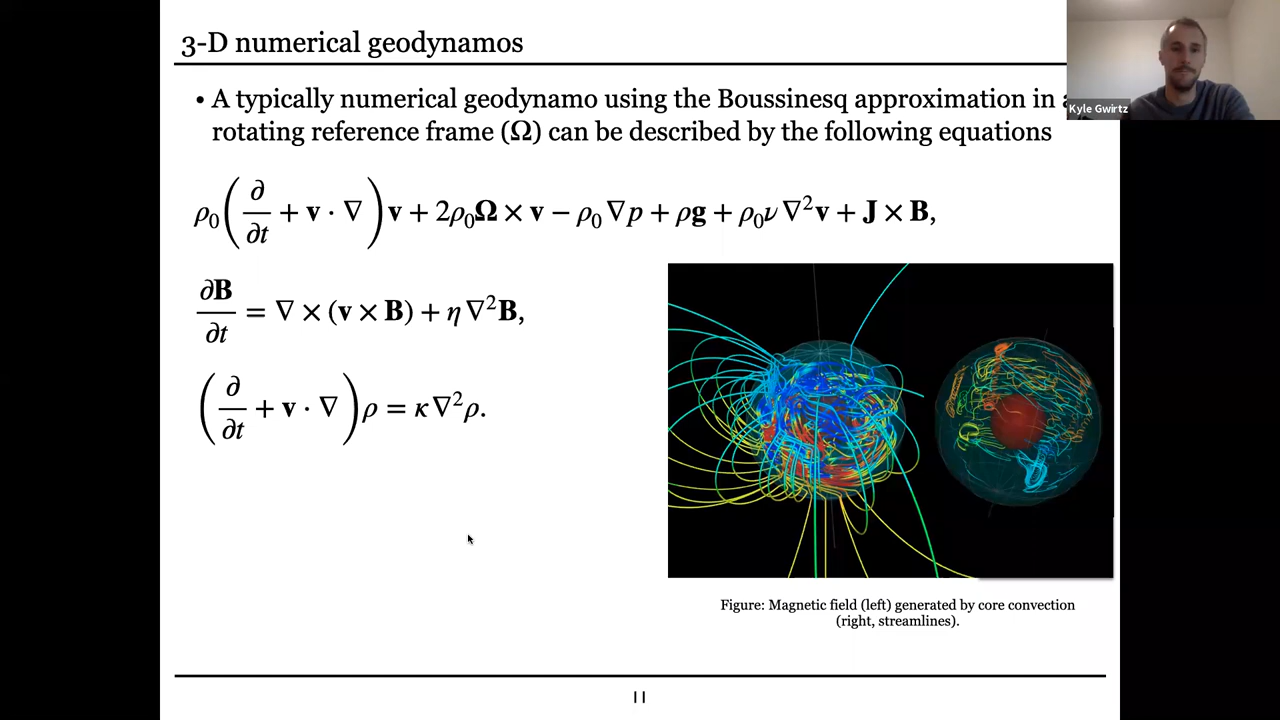 3-D numerical geodynamos
• A typically numerical geodynamo using the Boussinesq approximation in a
rotating reference frame (Ω) can be described by the following equations
ρ₀(∂/∂t + v · ∇)v + 2ρ₀Ω × v − ρ₀∇p + ρg + ρ₀ν∇²v + J × B,
∂B/∂t = ∇ × (v × B) + η∇²B,
(∂/∂t + v · ∇)ρ = κ∇²ρ.
Figure: Magnetic field (left) generated by core convection
(right, streamlines).
11
Kyle Gwirtz